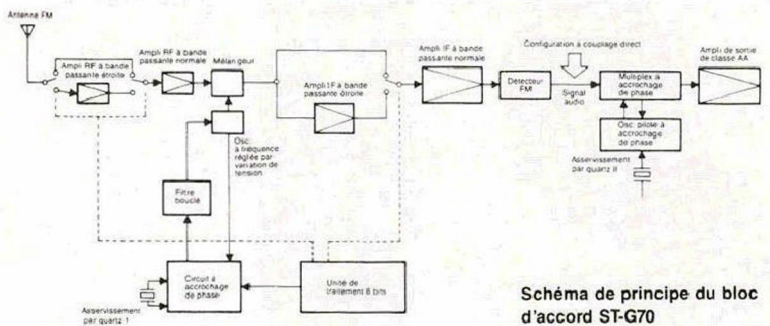 Antenne FM
Ampli RF à bande
passante étroite
Ampli RF à bande
passante normale
Mélangeur
Ampli IF à bande
passante étroite
Ampli IF à bande
passante normale
Détecteur
FM
Configuration à couplage direct
Signal
audio
Multiplex à
accrochage
de phase
Ampli de sortie
de classe AA
Osc. pilote à
accrochage
de phase
Asservissement
par quartz II
Osc.
à fréquence
réglée par
variation de
tension
Filtre
bouclé
Circuit à
accrochage
de phase
Unité de
traitement 8 bits
Asservissement
par quartz 1
Schéma de principe du bloc
d'accord ST-G70